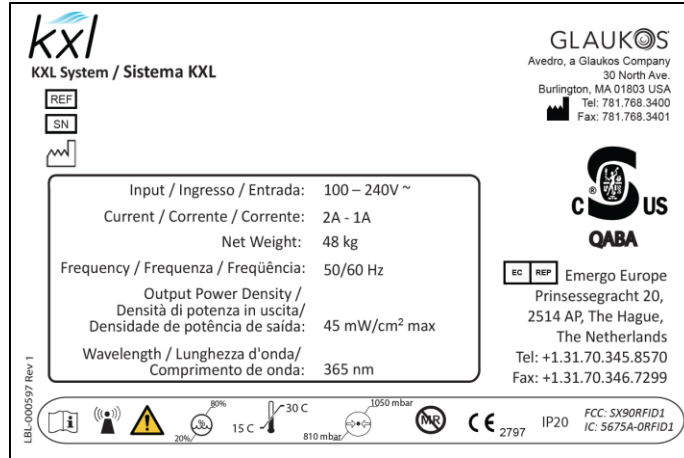 kxl
KXL System / Sistema KXL
REF
SN
GLAUKOS
Avedro, a Glaukos Company
30 North Ave.
Burlington, MA 01803 USA
Tel: 781.768.3400
Fax: 781.768.3401
Input / Ingresso / Entrada: 100 – 240V ~
Current / Corrente / Corrente: 2A - 1A
Net Weight: 48 kg
Frequency / Frequenza / Freqüência: 50/60 Hz
Output Power Density /
Densità di potenza in uscita/
Densidade de potência de saída: 45 mW/cm² max
Wavelength / Lunghezza d'onda/
Comprimento de onda: 365 nm
®
C US
QABA
EC REP Emergo Europe
Prinsessegracht 20,
2514 AP, The Hague,
The Netherlands
Tel: +1.31.70.345.8570
Fax: +1.31.70.346.7299
LBL-000597 Rev 1
i
80%
20%
30 C
15 C
1050 mbar
810 mbar
MR
CE 2797
IP20
FCC: SX90RFID1
IC: 5675A-0RFID1